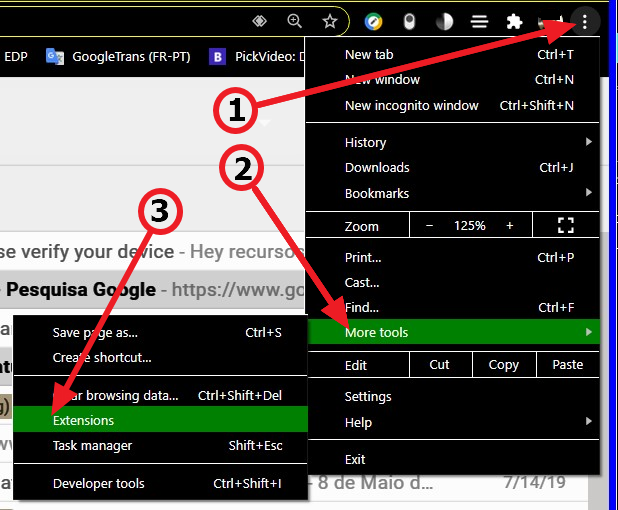 EDP GoogleTrans (FR-PT) B PickVideo:
New tab Ctrl+T
1
New window Ctrl+N
New incognito window Ctrl+Shift+N
History
2
Downloads Ctrl+J
Bookmarks
3
Zoom - 125% +
se verify your device - Hey recursos
Print... Ctrl+P
Cast...
Pesquisa Google - https://www.go
Find... Ctrl+F
More tools
Edit Cut Copy Paste
Settings
Help
Exit
Save page as... Ctrl+S
Create shortcut...
browsing data... Ctrl+Shift+Del
Extensions
Task manager Shift+Esc
Developer tools Ctrl+Shift+I
- 8 de Maio d... 7/14/19